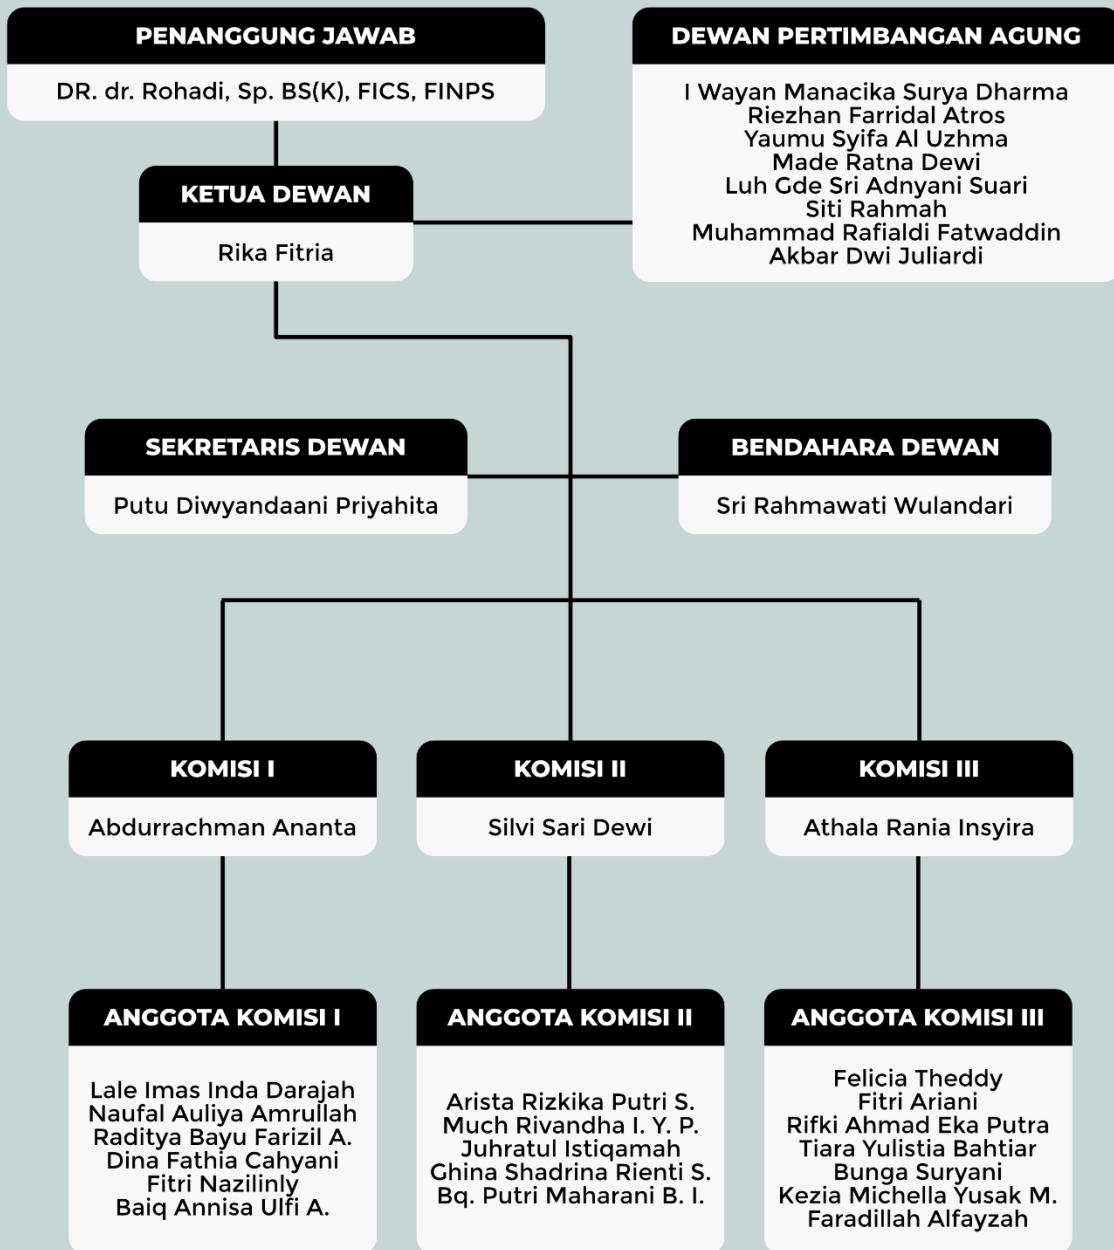 PENANGGUNG JAWAB
DR. dr. Rohadi, Sp. BS(K), FICS, FINPS
DEWAN PERTIMBANGAN AGUNG
I Wayan Manacika Surya Dharma
Riezhan Farridal Atros
Yaumu Syifa Al Uzhma
Made Ratna Dewi
Luh Gde Sri Adnyani Suari
Siti Rahmah
Muhammad Rafialdi Fatwaddin
Akbar Dwi Juliardi
KETUA DEWAN
Rika Fitria
SEKRETARIS DEWAN
Putu Diwyandaani Priyahita
BENDAHARA DEWAN
Sri Rahmawati Wulandari
KOMISI I
Abdurrachman Ananta
KOMISI II
Silvi Sari Dewi
KOMISI III
Athala Rania Insyira
ANGGOTA KOMISI I
Lale Imas Inda Darajah
Naufal Auliya Amrullah
Raditya Bayu Farizil A.
Dina Fathia Cahyani
Fitri Nazilinly
Baiq Annisa Ulfi A.
ANGGOTA KOMISI II
Arista Rizkika Putri S.
Much Rivandha I. Y. P.
Juhratul Istiqamah
Ghina Shadrina Rienti S.
Bq. Putri Maharani B. I.
ANGGOTA KOMISI III
Felicia Theddy
Fitri Ariani
Rifki Ahmad Eka Putra
Tiara Yulistia Bahtiar
Bunga Suryani
Kezia Michella Yusak M.
Faradillah Alfayzah